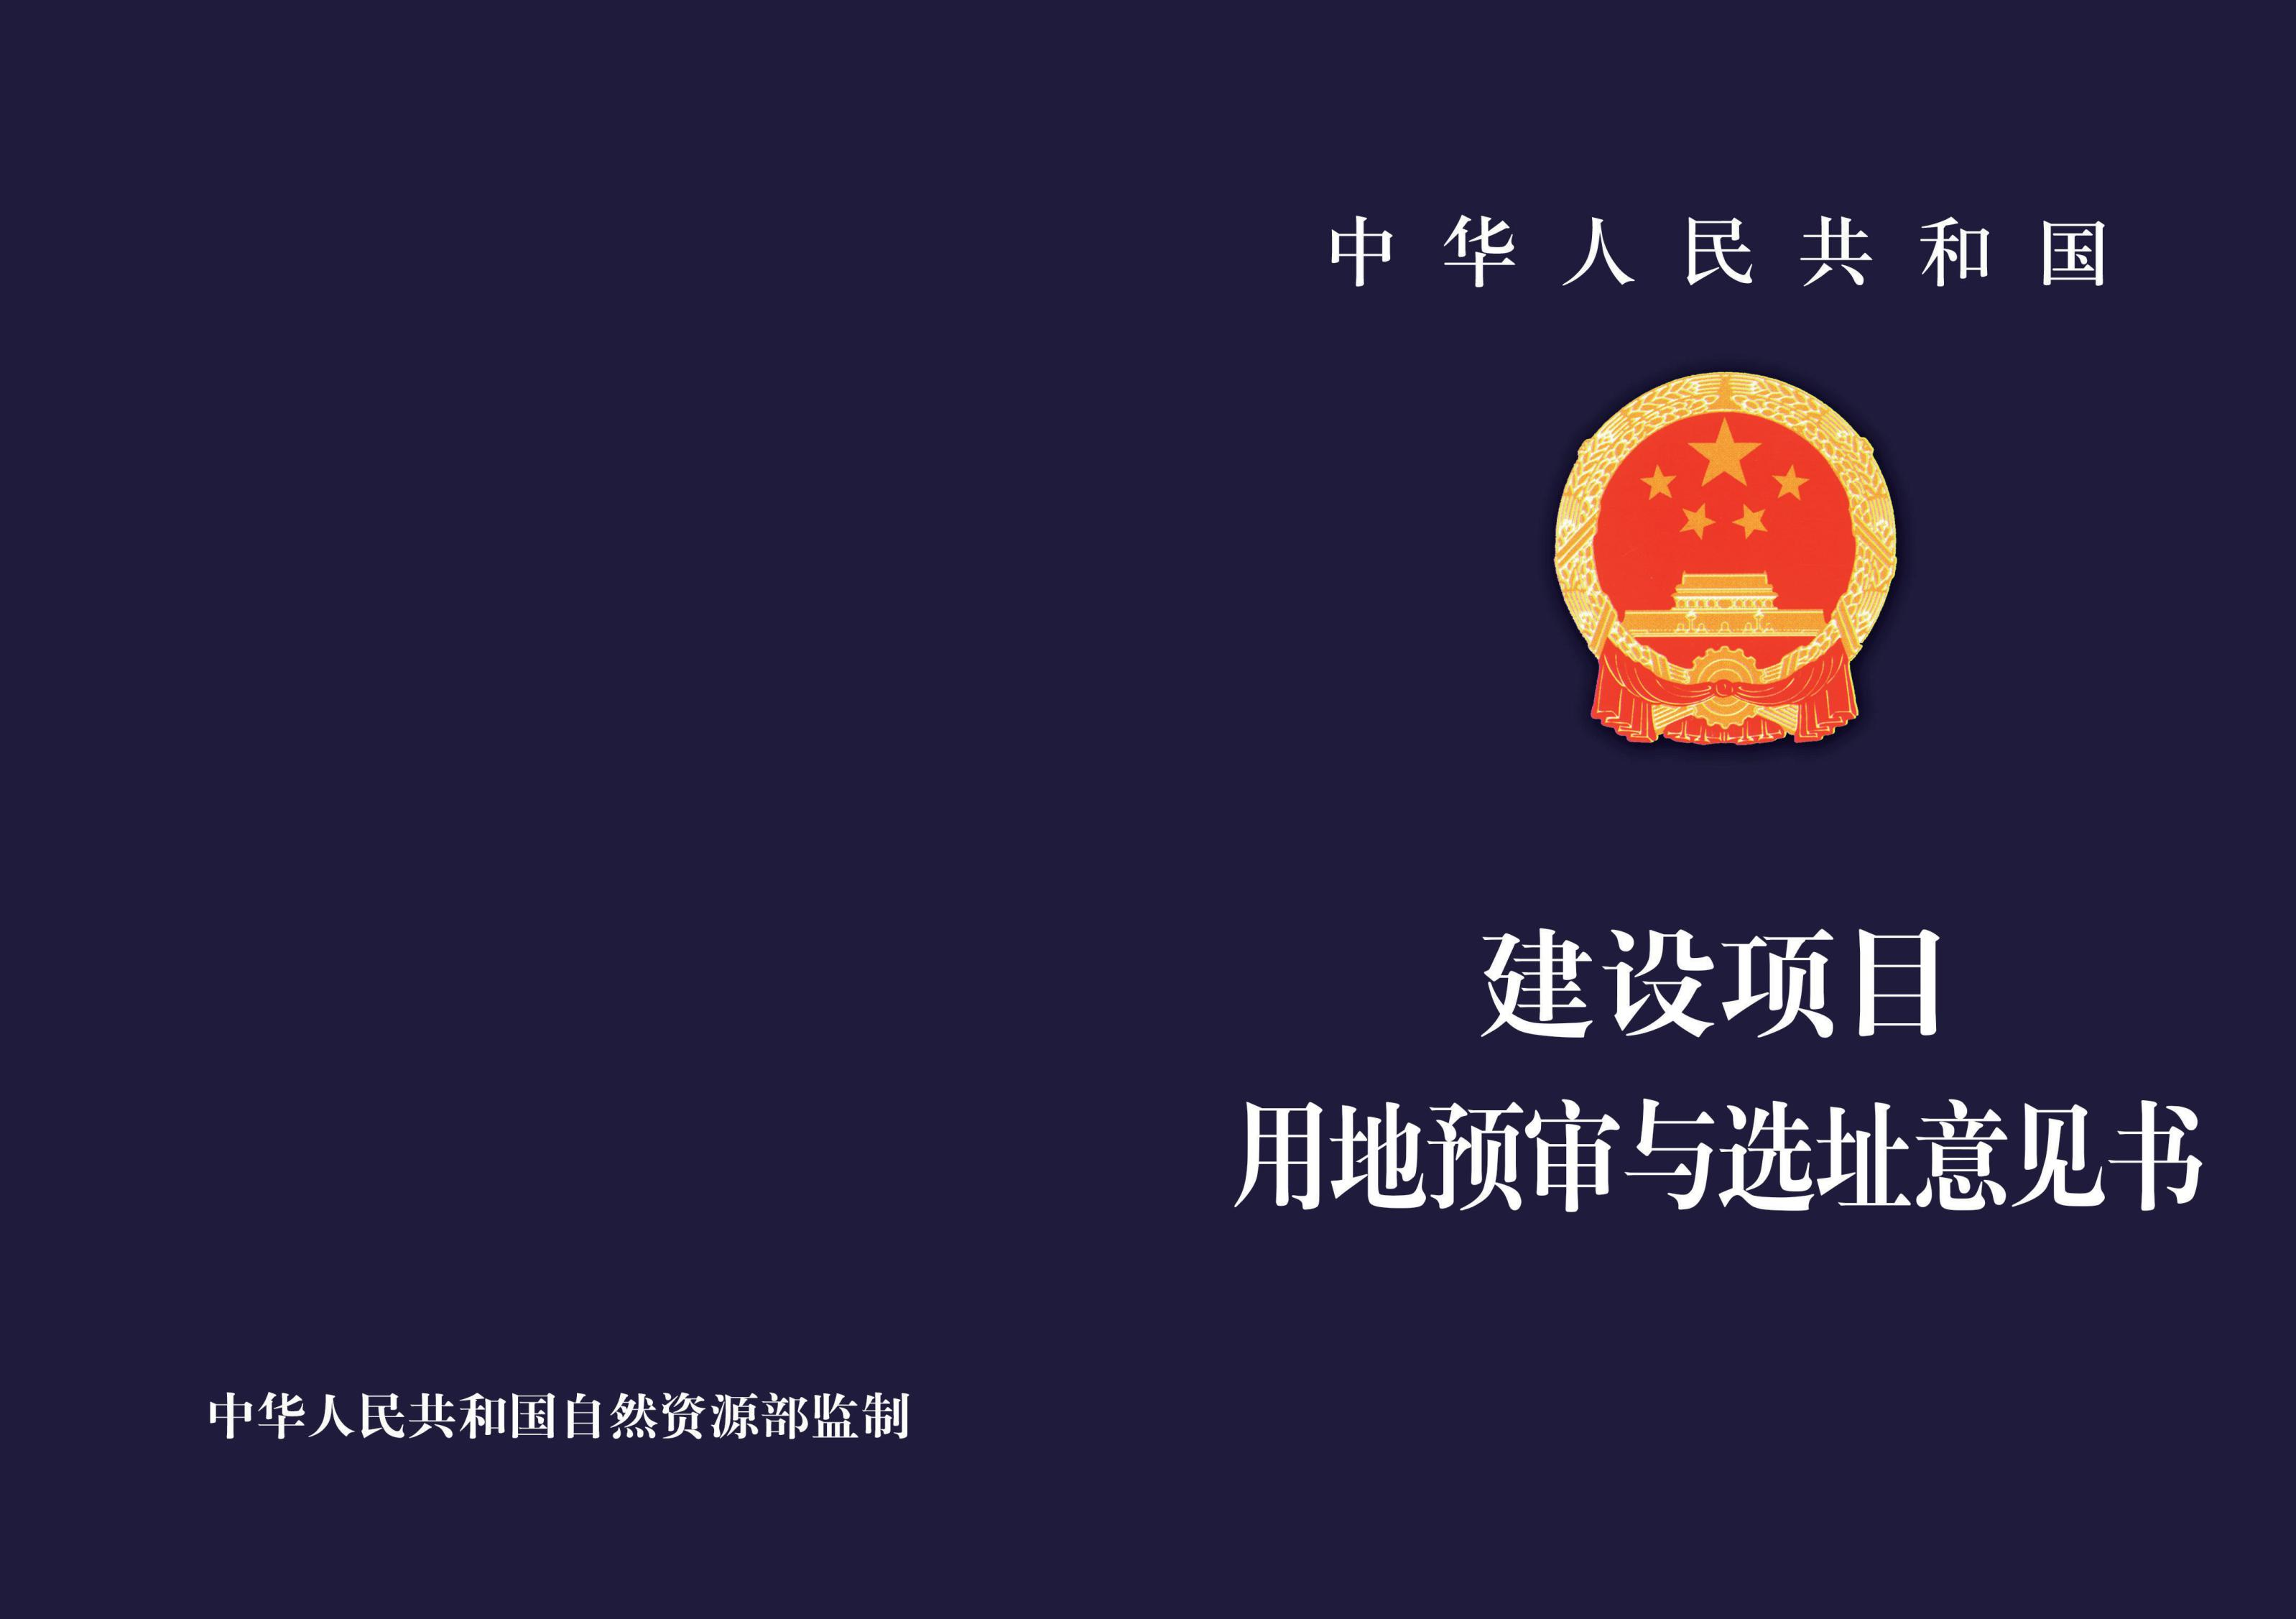 中华人民共和国
建设项目
用地预审与选址意见书
中华人民共和国自然资源部监制